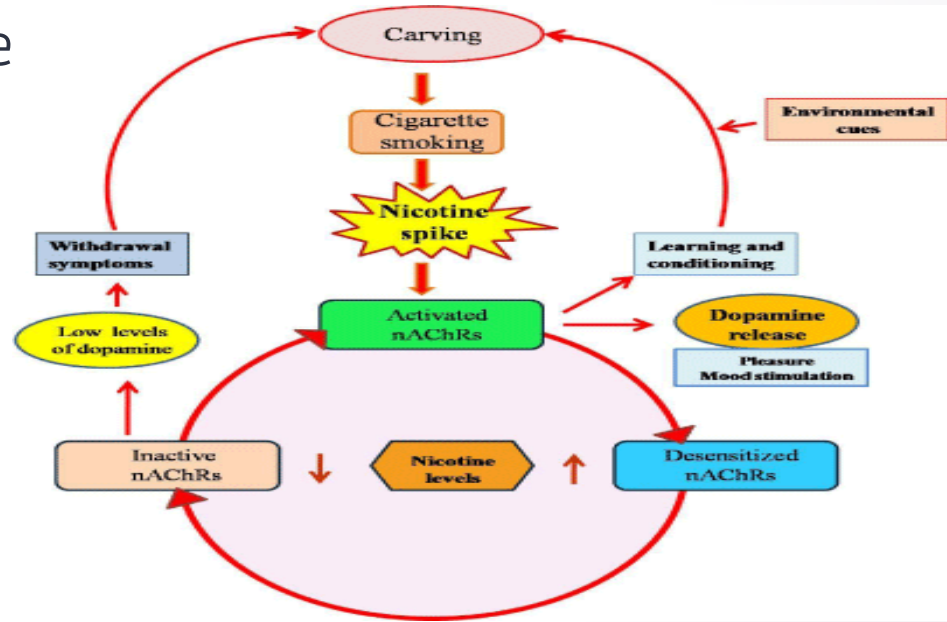 e
Carving
Cigarette
smoking
Environmental
cues
Nicotine
spike
Withdrawal
symptoms
Learning and
conditioning
Activated
nAChRs
Dopamine
release
Low levels
of dopamine
Pleasure
Mood stimulation
Inactive
nAChRs
Nicotine
levels
Desensitized
nAChRs